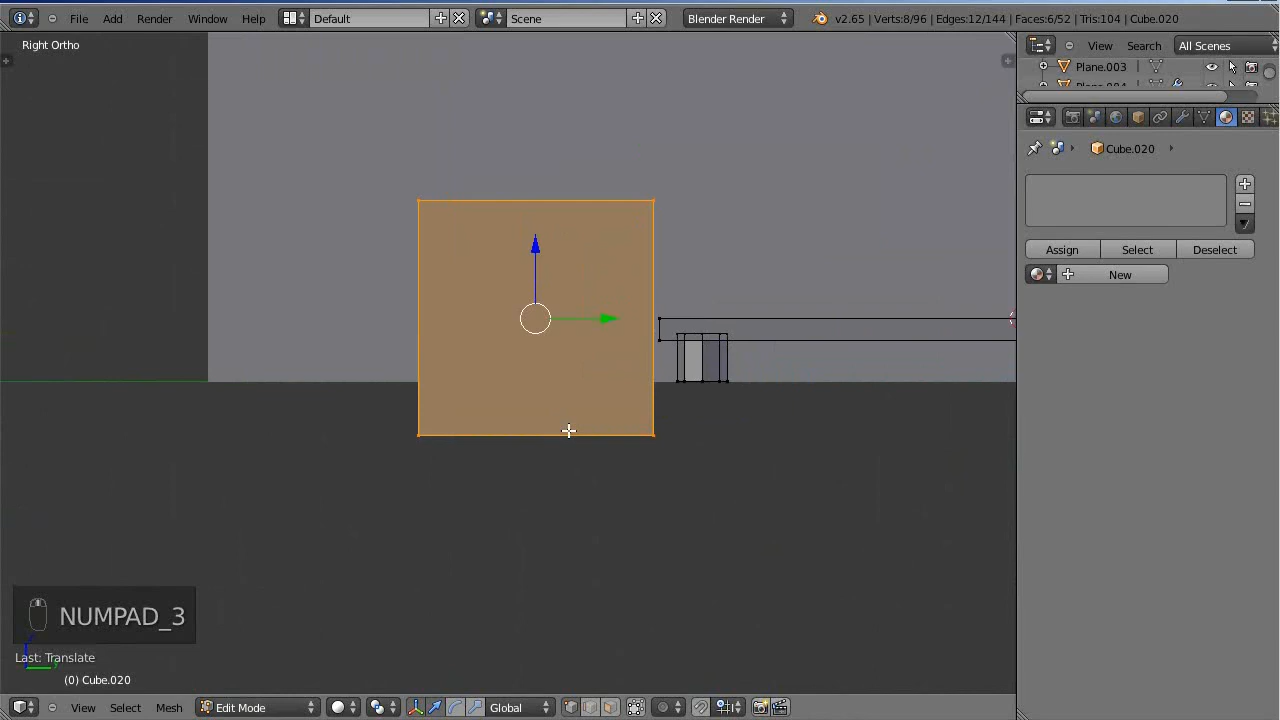 File Add Render Window Help Default Scene Blender Render v2.65 | Verts:8/96 | Edges:12/144 | Faces:6/52 | Tris:104 | Cube.020
Right Ortho
View Search All Scenes
Plane.003
Plane.004
Cube.020
Assign Select Deselect
New
NUMPAD_3
Last: Translate
(0) Cube.020
View Select Mesh Edit Mode Global